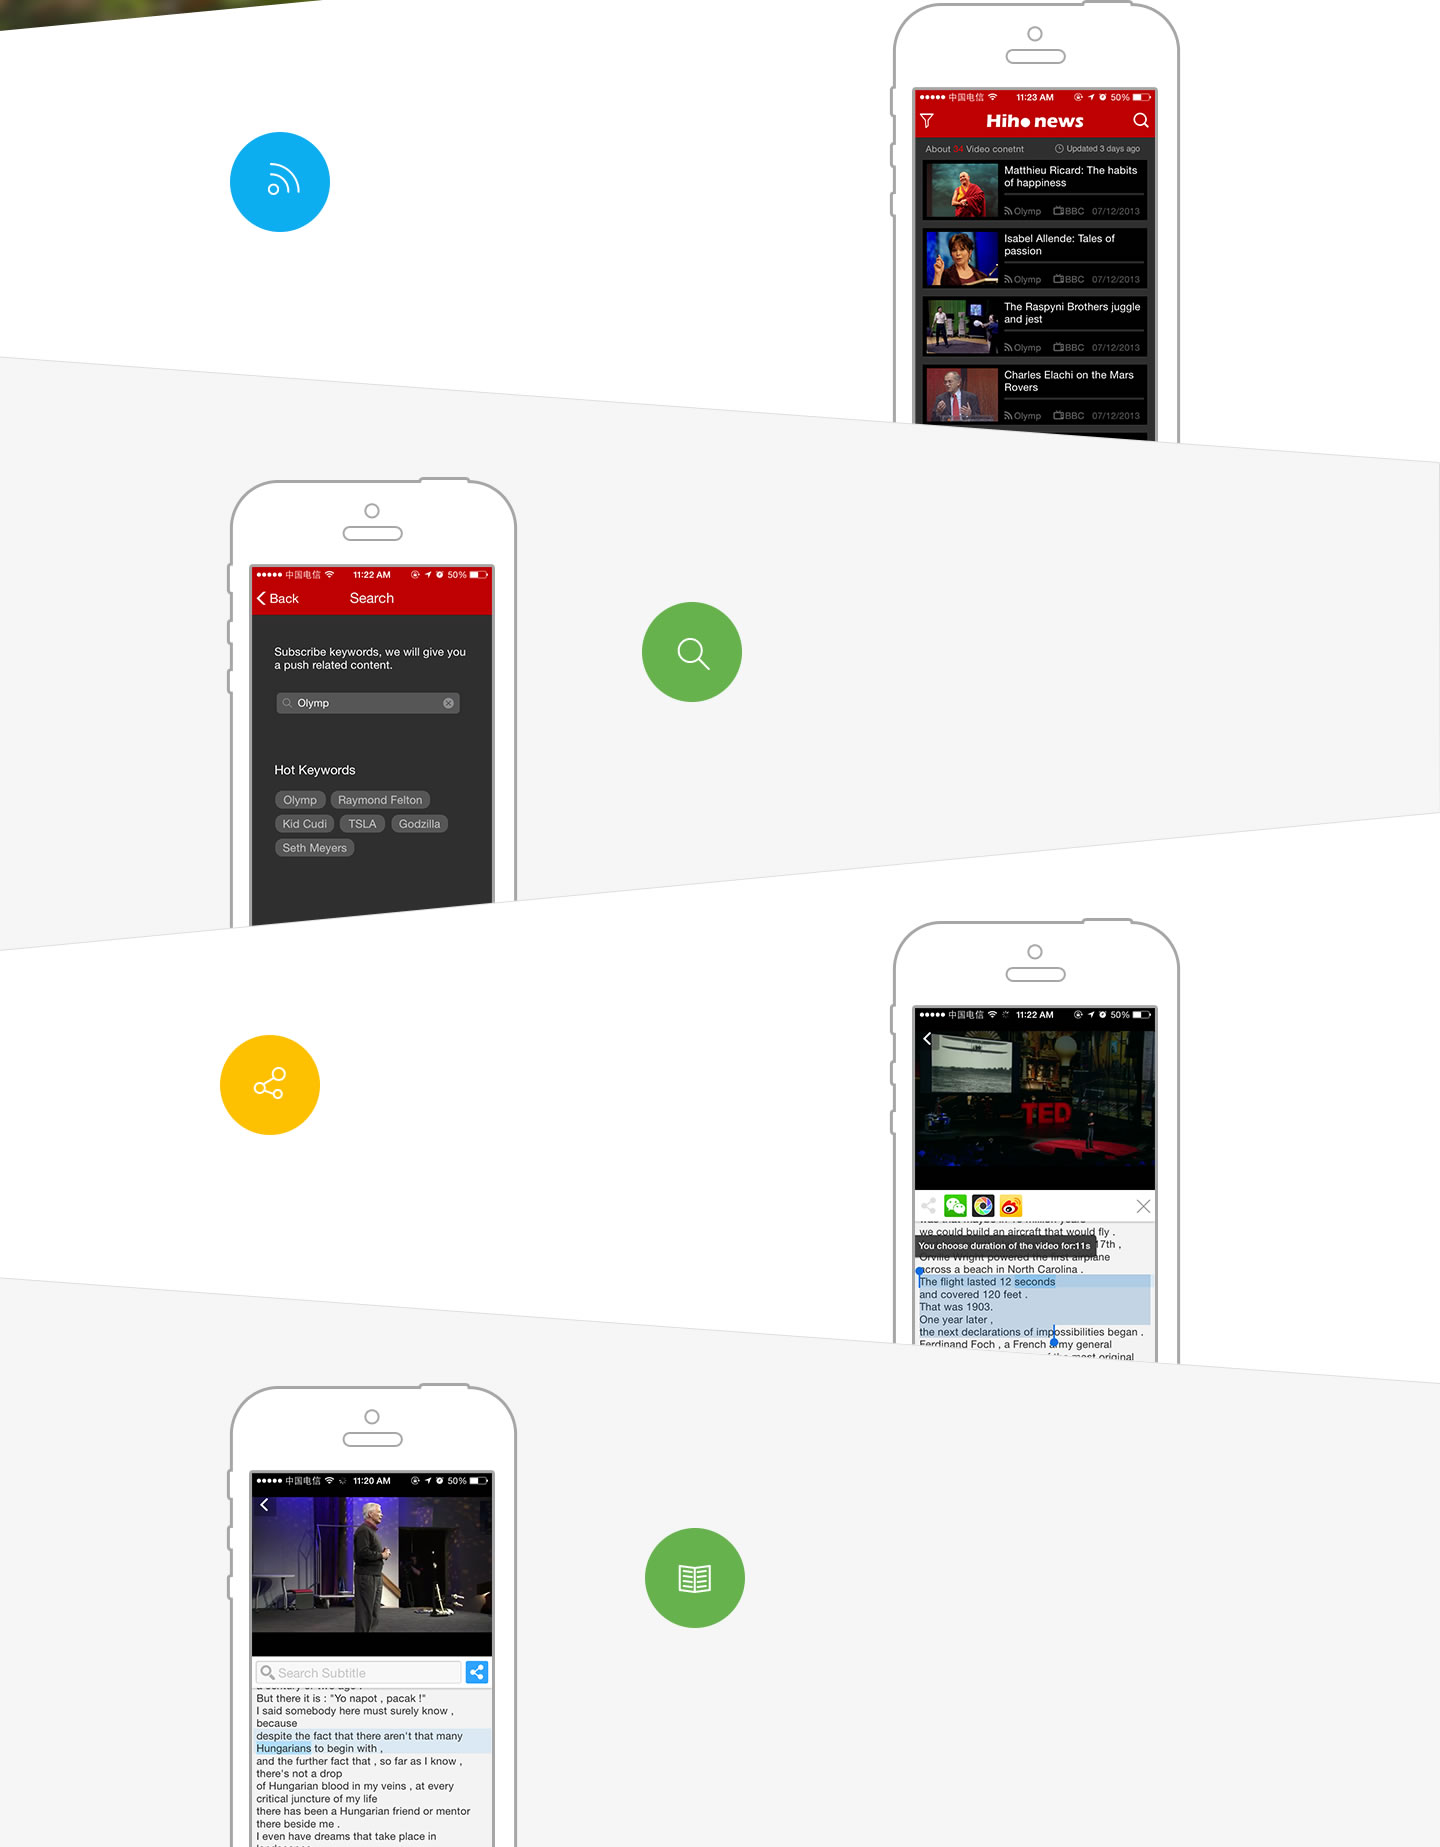 中国电信 11:23 AM 50%
Hiho news
About 34 Video conetnt Updated 3 days ago
Matthieu Ricard: The habits
of happiness
Olymp BBC 07/12/2013
Isabel Allende: Tales of
passion
Olymp BBC 07/12/2013
The Raspyni Brothers juggle
and jest
Olymp BBC 07/12/2013
Charles Elachi on the Mars
Rovers
Olymp BBC 07/12/2013
中国电信 11:22 AM 50%
Back Search
Subscribe keywords, we will give you
a push related content.
Olymp
Hot Keywords
Olymp Raymond Felton
Kid Cudi TSLA Godzilla
Seth Meyers
中国电信 11:22 AM 50%
TED
we could build an aircraft that would fly .
You choose duration of the video for:11s
17th ,
Orville Wright powered the first airplane
across a beach in North Carolina .
The flight lasted 12 seconds
and covered 120 feet .
That was 1903.
One year later ,
the next declarations of impossibilities began .
Ferdinand Foch , a French army general
the most original
中国电信 11:20 AM 50%
Search Subtitle
But there it is : "Yo napot , pacak !"
I said somebody here must surely know ,
because
despite the fact that there aren't that many
Hungarians to begin with ,
and the further fact that , so far as I know ,
there's not a drop
of Hungarian blood in my veins , at every
critical juncture of my life
there has been a Hungarian friend or mentor
there beside me .
I even have dreams that take place in